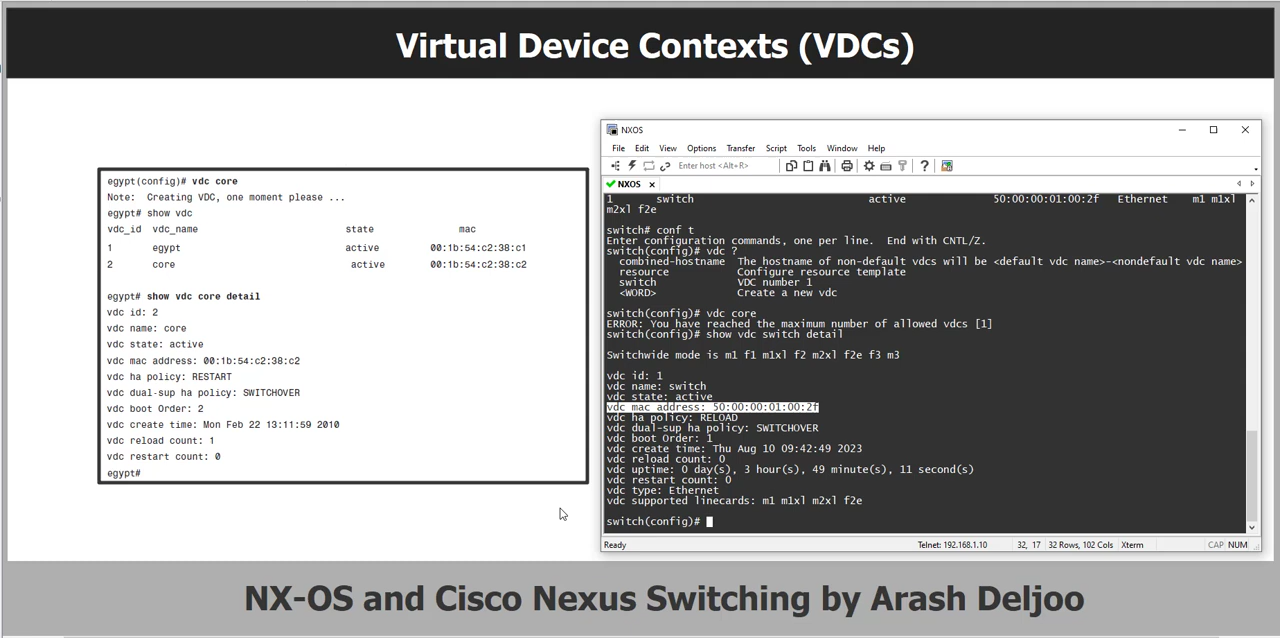 Virtual Device Contexts (VDCs)
egypt(config)# vdc core
Note:  Creating VDC, one moment please ...
egypt# show vdc
vdc_id  vdc_name  state  mac
1  egypt  active  00:1b:54:c2:38:c1
2  core  active  00:1b:54:c2:38:c2
egypt# show vdc core detail
vdc id: 2
vdc name: core
vdc state: active
vdc mac address: 00:1b:54:c2:38:c2
vdc ha policy: RESTART
vdc dual-sup ha policy: SWITCHOVER
vdc boot Order: 2
vdc create time: Mon Feb 22 13:11:59 2010
vdc reload count: 1
vdc restart count: 0
egypt#
NXOS
File  Edit  View  Options  Transfer  Script  Tools  Window  Help
Enter host <Alt+R>
NXOS
1  switch  active  50:00:00:01:00:2f  Ethernet  m1 m1xl
m2xl f2e
switch# conf t
Enter configuration commands, one per line.  End with CNTL/Z.
switch(config)# vdc ?
combined-hostname  The hostname of non-default vdcs will be <default vdc name>-<nondefault vdc name>
resource  Configure resource template
switch  VDC number 1
<WORD>  Create a new vdc
switch(config)# vdc core
ERROR: You have reached the maximum number of allowed vdcs [1]
switch(config)# show vdc switch detail
Switchwide mode is m1 f1 m1xl f2 m2xl f2e f3 m3
vdc id: 1
vdc name: switch
vdc state: active
vdc mac address: 50:00:00:01:00:2f
vdc ha policy: RELOAD
vdc dual-sup ha policy: SWITCHOVER
vdc boot Order: 1
vdc create time: Thu Aug 10 09:42:49 2023
vdc reload count: 0
vdc uptime: 0 day(s), 3 hour(s), 49 minute(s), 11 second(s)
vdc restart count: 0
vdc type: Ethernet
vdc supported linecards: m1 m1xl m2xl f2e
switch(config)#
Ready  Telnet: 192.168.1.10  32, 17  32 Rows, 102 Cols  Xterm  CAP  NUM
NX-OS and Cisco Nexus Switching by Arash Deljoo